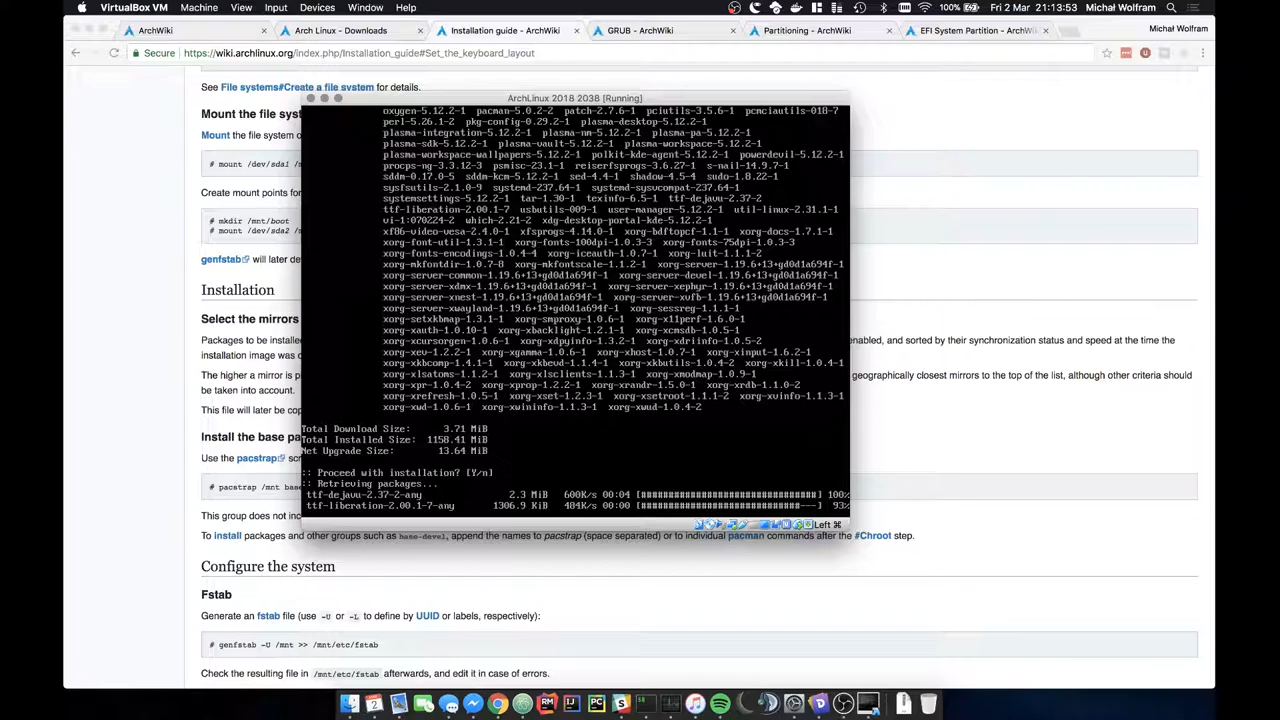 VirtualBox VM Machine View Input Devices Window Help 100% Fri 2 Mar 21:13:53 Michał Wolfram
ArchWiki Arch Linux - Downloads Installation guide - ArchWiki GRUB - ArchWiki Partitioning - ArchWiki EFI System Partition - ArchWiki Michał Wolfram
Secure https://wiki.archlinux.org/index.php/Installation_guide#Set_the_keyboard_layout
See File systems#Create a file system for details.
Mount the file sys
Mount the file system o
# mount /dev/sda1 /m
Create mount points for
# mkdir /mnt/boot
# mount /dev/sda2 /m
genfstab will later de
Installation
Select the mirrors
Packages to be installed
installation image was c
enabled, and sorted by their synchronization status and speed at the time the
The higher a mirror is p
be taken into account.
geographically closest mirrors to the top of the list, although other criteria should
This file will later be cop
Install the base pa
Use the pacstrap scr
# pacstrap /mnt base
This group does not inc
To install packages and other groups such as base-devel, append the names to pacstrap (space separated) or to individual pacman commands after the #Chroot step.
Configure the system
Fstab
Generate an fstab file (use -U or -L to define by UUID or labels, respectively):
# genfstab -U /mnt >> /mnt/etc/fstab
Check the resulting file in /mnt/etc/fstab afterwards, and edit it in case of errors.
ArchLinux 2018 2038 [Running]
oxygen-5.12.2-1 pacman-5.0.2-2 patch-2.7.6-1 pciutils-3.5.6-1 pcmciautils-018-7
perl-5.26.1-2 pkg-config-0.29.2-1 plasma-desktop-5.12.2-1
plasma-integration-5.12.2-1 plasma-nm-5.12.2-1 plasma-pa-5.12.2-1
plasma-sdk-5.12.2-1 plasma-vault-5.12.2-1 plasma-workspace-5.12.2-1
plasma-workspace-wallpapers-5.12.2-1 polkit-kde-agent-5.12.2-1 powerdevil-5.12.2-1
procps-ng-3.3.12-3 psmisc-23.1-1 reiserfsprogs-3.6.27-1 s-nail-14.9.7-1
sddm-0.17.0-5 sddm-kcm-5.12.2-1 sed-4.4-1 shadow-4.5-4 sudo-1.8.22-1
sysfsutils-2.1.0-9 systemd-237.64-1 systemd-sysvcompat-237.64-1
systemsettings-5.12.2-1 tar-1.30-1 texinfo-6.5-1 ttf-dejavu-2.37-2
ttf-liberation-2.00.1-7 usbutils-009-1 user-manager-5.12.2-1 util-linux-2.31.1-1
vi-1:070224-2 which-2.21-2 xdg-desktop-portal-kde-5.12.2-1
xf86-video-vesa-2.4.0-1 xfsprogs-4.14.0-1 xorg-bdftopcf-1.1-1 xorg-docs-1.7.1-1
xorg-font-util-1.3.1-1 xorg-fonts-100dpi-1.0.3-3 xorg-fonts-75dpi-1.0.3-3
xorg-fonts-encodings-1.0.4-4 xorg-iceauth-1.0.7-1 xorg-luit-1.1.1-2
xorg-mkfontdir-1.0.7-8 xorg-mkfontscale-1.1.2-1 xorg-server-1.19.6+13+gd0d1a694f-1
xorg-server-common-1.19.6+13+gd0d1a694f-1 xorg-server-devel-1.19.6+13+gd0d1a694f-1
xorg-server-xdmx-1.19.6+13+gd0d1a694f-1 xorg-server-xephyr-1.19.6+13+gd0d1a694f-1
xorg-server-xnest-1.19.6+13+gd0d1a694f-1 xorg-server-xvfb-1.19.6+13+gd0d1a694f-1
xorg-server-xwayland-1.19.6+13+gd0d1a694f-1 xorg-sessreg-1.1.1-1
xorg-setxkbmap-1.3.1-1 xorg-smproxy-1.0.6-1 xorg-x11perf-1.6.0-1
xorg-xauth-1.0.10-1 xorg-xbacklight-1.2.1-1 xorg-xcmsdb-1.0.5-1
xorg-xcursorgen-1.0.6-1 xorg-xdpyinfo-1.3.2-1 xorg-xdriinfo-1.0.5-2
xorg-xev-1.2.2-1 xorg-xgamma-1.0.6-1 xorg-xhost-1.0.7-1 xorg-xinput-1.6.2-1
xorg-xkbcomp-1.4.1-1 xorg-xkbevd-1.1.4-1 xorg-xkbutils-1.0.4-2 xorg-xkill-1.0.4-1
xorg-xlsatoms-1.1.2-1 xorg-xlsclients-1.1.3-1 xorg-xmodmap-1.0.9-1
xorg-xpr-1.0.4-2 xorg-xprop-1.2.2-1 xorg-xrandr-1.5.0-1 xorg-xrdb-1.1.0-2
xorg-xrefresh-1.0.5-1 xorg-xset-1.2.3-1 xorg-xsetroot-1.1.1-2 xorg-xvinfo-1.1.3-1
xorg-xwd-1.0.6-1 xorg-xwininfo-1.1.3-1 xorg-xwud-1.0.4-2
Total Download Size: 3.71 MiB
Total Installed Size: 1158.41 MiB
Net Upgrade Size: 13.64 MiB
:: Proceed with installation? [Y/n]
:: Retrieving packages...
ttf-dejavu-2.37-2-any 2.3 MiB 600K/s 00:04 [################################] 100%
ttf-liberation-2.00.1-7-any 1306.9 KiB 484K/s 00:00 [#############################---] 93%
Left ⌘